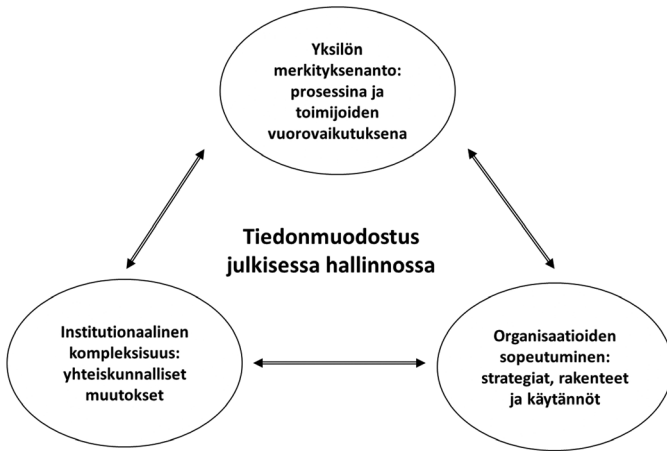 Yksilön
merkityksenanto:
prosessina ja
toimijoiden
vuorovaikutuksena
Tiedonmuodostus
julkisessa hallinnossa
Institutionaalinen
kompleksisuus:
yhteiskunnalliset
muutokset
Organisaatioiden
sopeutuminen:
strategiat, rakenteet
ja käytännöt